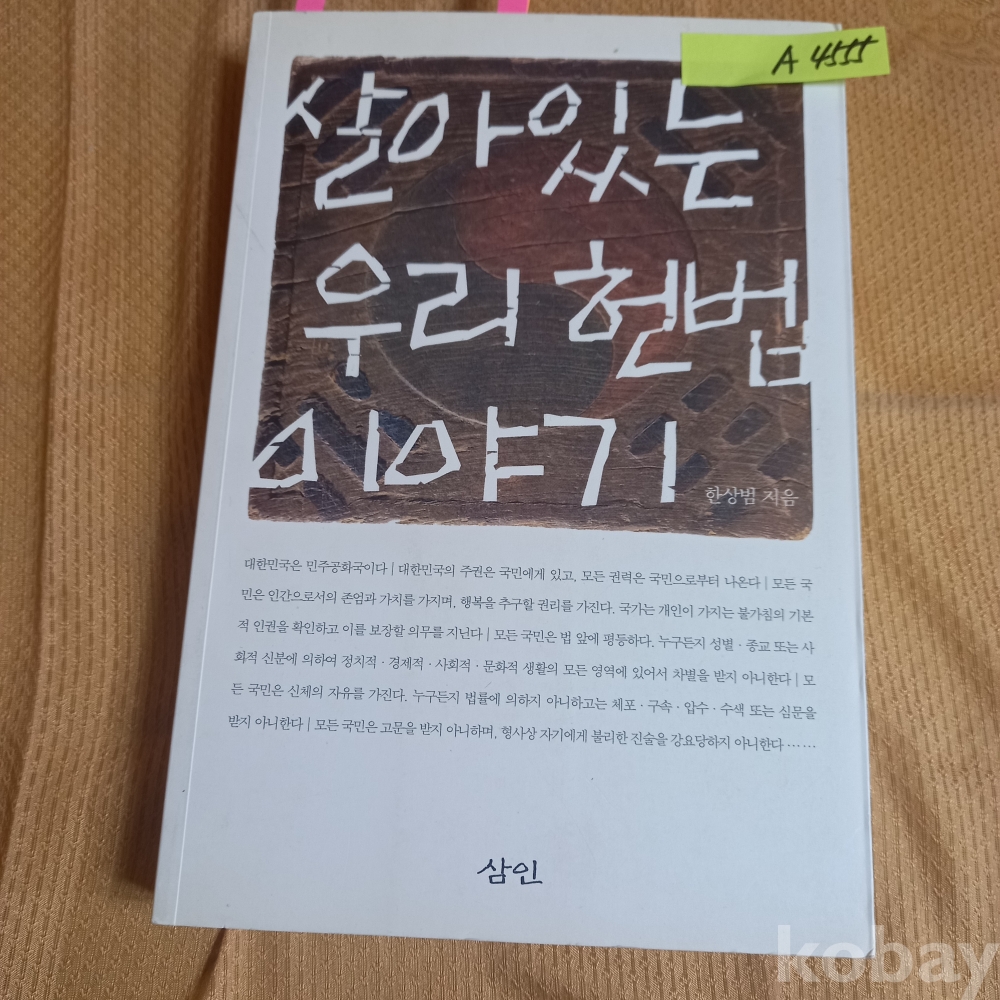 A 4555
살아있는
우리 헌법
이야기
한상범 지음
대한민국은 민주공화국이다 | 대한민국의 주권은 국민에게 있고, 모든 권력은 국민으로부터 나온다 | 모든 국
민은 인간으로서의 존엄과 가치를 가지며, 행복을 추구할 권리를 가진다. 국가는 개인이 가지는 불가침의 기본
적 인권을 확인하고 이를 보장할 의무를 지닌다 | 모든 국민은 법 앞에 평등하다. 누구든지 성별 · 종교 또는 사
회적 신분에 의하여 정치적 · 경제적 · 사회적 · 문화적 생활의 모든 영역에 있어서 차별을 받지 아니한다 | 모
든 국민은 신체의 자유를 가진다. 누구든지 법률에 의하지 아니하고는 체포 · 구속 · 압수 · 수색 또는 심문을
받지 아니한다 | 모든 국민은 고문을 받지 아니하며, 형사상 자기에게 불리한 진술을 강요당하지 아니한다 ……
삼인
kobay